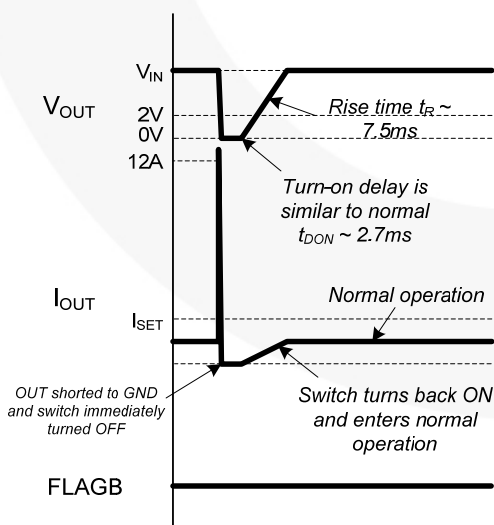 VIN
VOUT
2V
0V
Rise time tR ~
7.5ms
12A
Turn-on delay is
similar to normal
tDON ~ 2.7ms
IOUT
Normal operation
ISET
OUT shorted to GND
and switch immediately
turned OFF
Switch turns back ON
and enters normal
operation
FLAGB